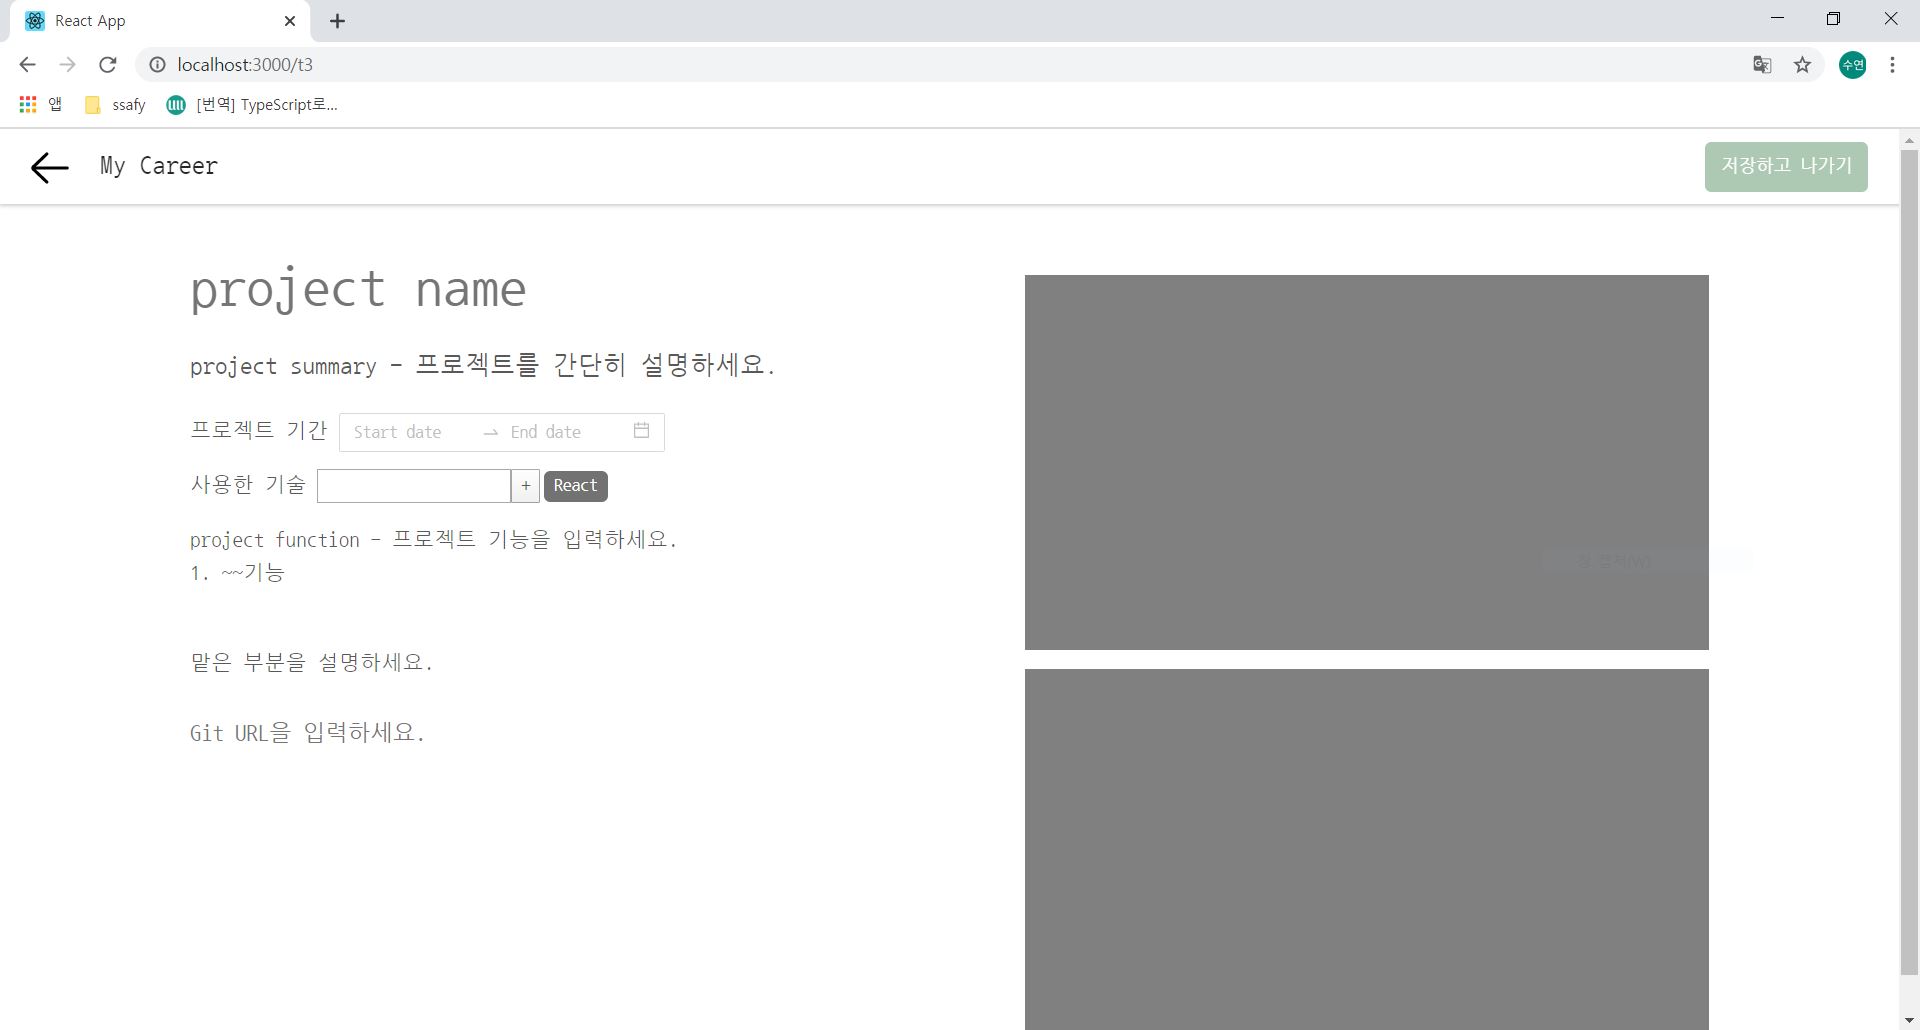 React App
localhost:3000/t3
수연
앱
ssafy
[번역] TypeScript로...
My Career
저장하고 나가기
project name
project summary - 프로젝트를 간단히 설명하세요.
프로젝트 기간 Start date → End date
사용한 기술 + React
project function - 프로젝트 기능을 입력하세요.
1. ~~기능
창 캡처(W)
맡은 부분을 설명하세요.
Git URL을 입력하세요.